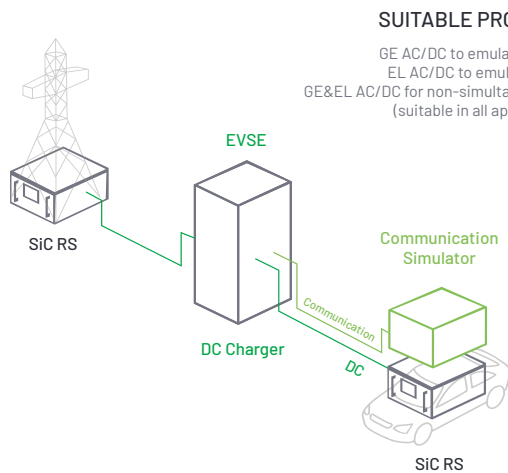 SUITABLE PRO
GE AC/DC to emula
EL AC/DC to emul
GE&EL AC/DC for non-simulta
(suitable in all ap
EVSE
SiC RS
Communication
Simulator
Communication
DC Charger
DC
SiC RS